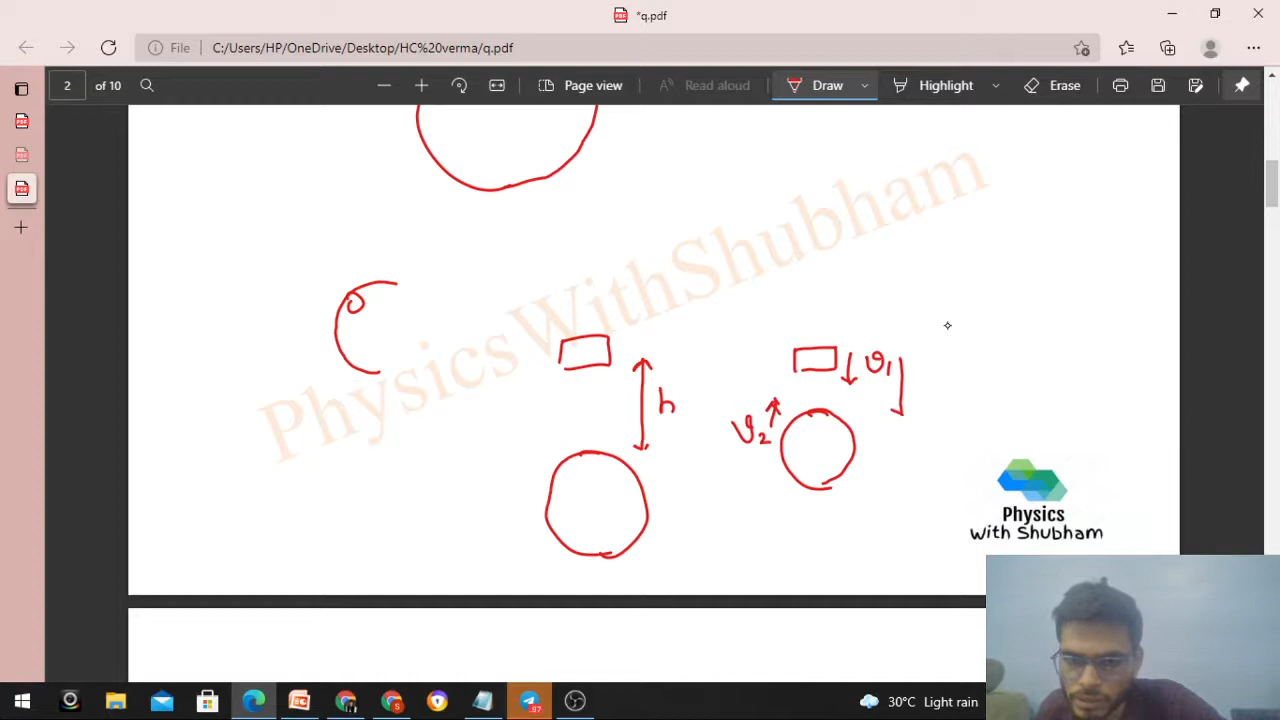 *q.pdf
File
C:/Users/HP/OneDrive/Desktop/HC%20verma/q.pdf
2 of 10
Page view
Read aloud
Draw
Highlight
Erase
PhysicsWithShubham
h
v₁
v₂
Physics
With Shubham
97
30°C Light rain